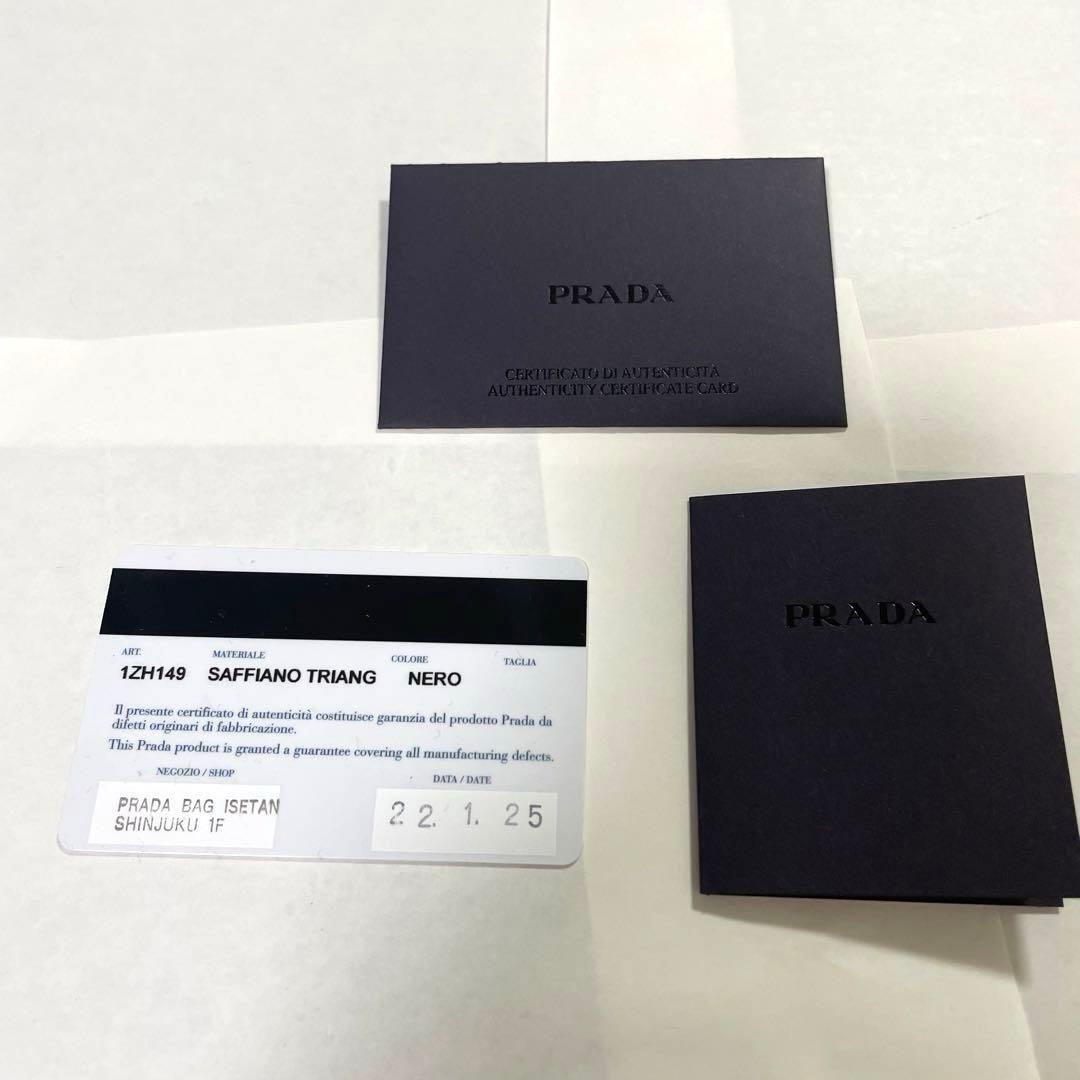 PRADA
CERTIFICATO DI AUTENTICITÀ
AUTHENTICITY CERTIFICATE CARD
PRADA
ART. MATERIALE COLORE TAGLIA
1ZH149 SAFFIANO TRIANG NERO
Il presente certificato di autenticità costituisce garanzia del prodotto Prada da
difetti originari di fabbricazione.
This Prada product is granted a guarantee covering all manufacturing defects.
NEGOZIO / SHOP DATA / DATE
PRADA BAG ISETAN
SHINJUKU 1F
22. 1. 25